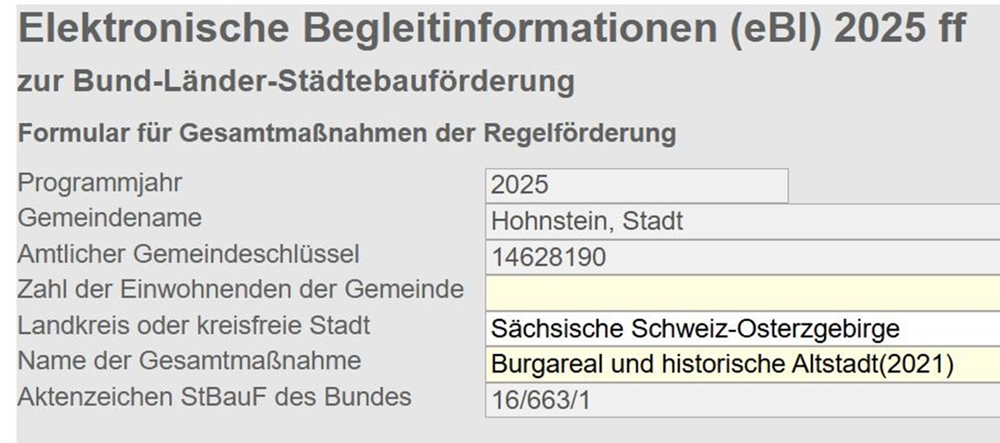 Elektronische Begleitinformationen (eBI) 2025 ff
zur Bund-Länder-Städtebauförderung
Formular für Gesamtmaßnahmen der Regelförderung
Programmjahr 2025
Gemeindename Hohnstein, Stadt
Amtlicher Gemeindeschlüssel 14628190
Zahl der Einwohnenden der Gemeinde
Landkreis oder kreisfreie Stadt Sächsische Schweiz-Osterzgebirge
Name der Gesamtmaßnahme Burgareal und historische Altstadt(2021)
Aktenzeichen StBauF des Bundes 16/663/1